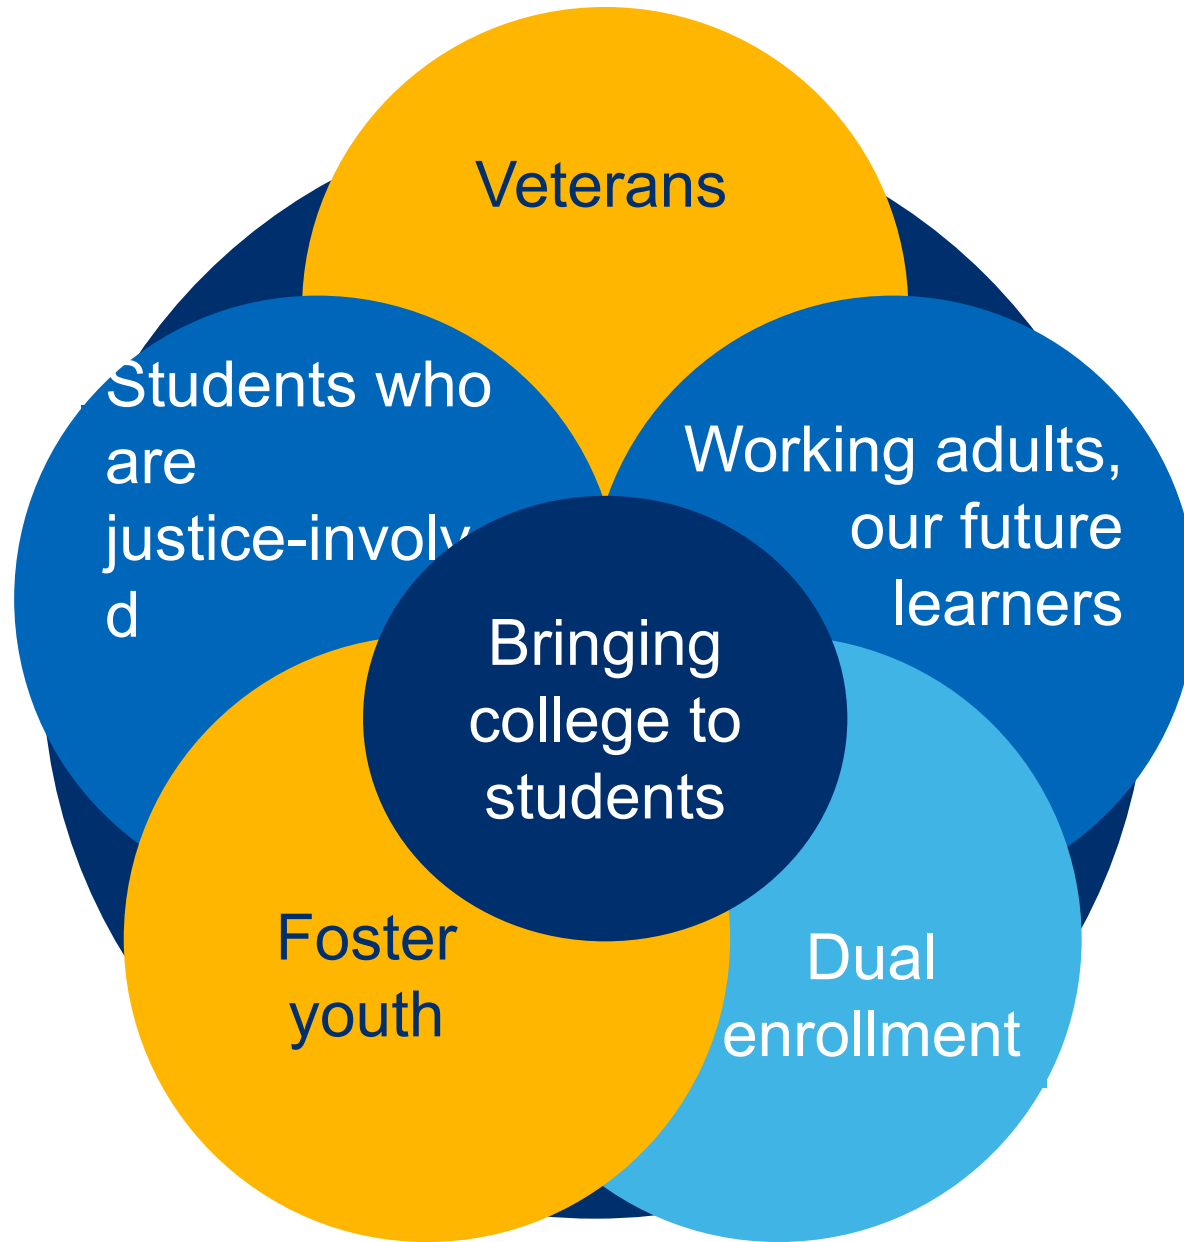 Veterans
Students who
are
justice-involv
d
Working adults,
our future
learners
Bringing
college to
students
Foster
youth
Dual
enrollment